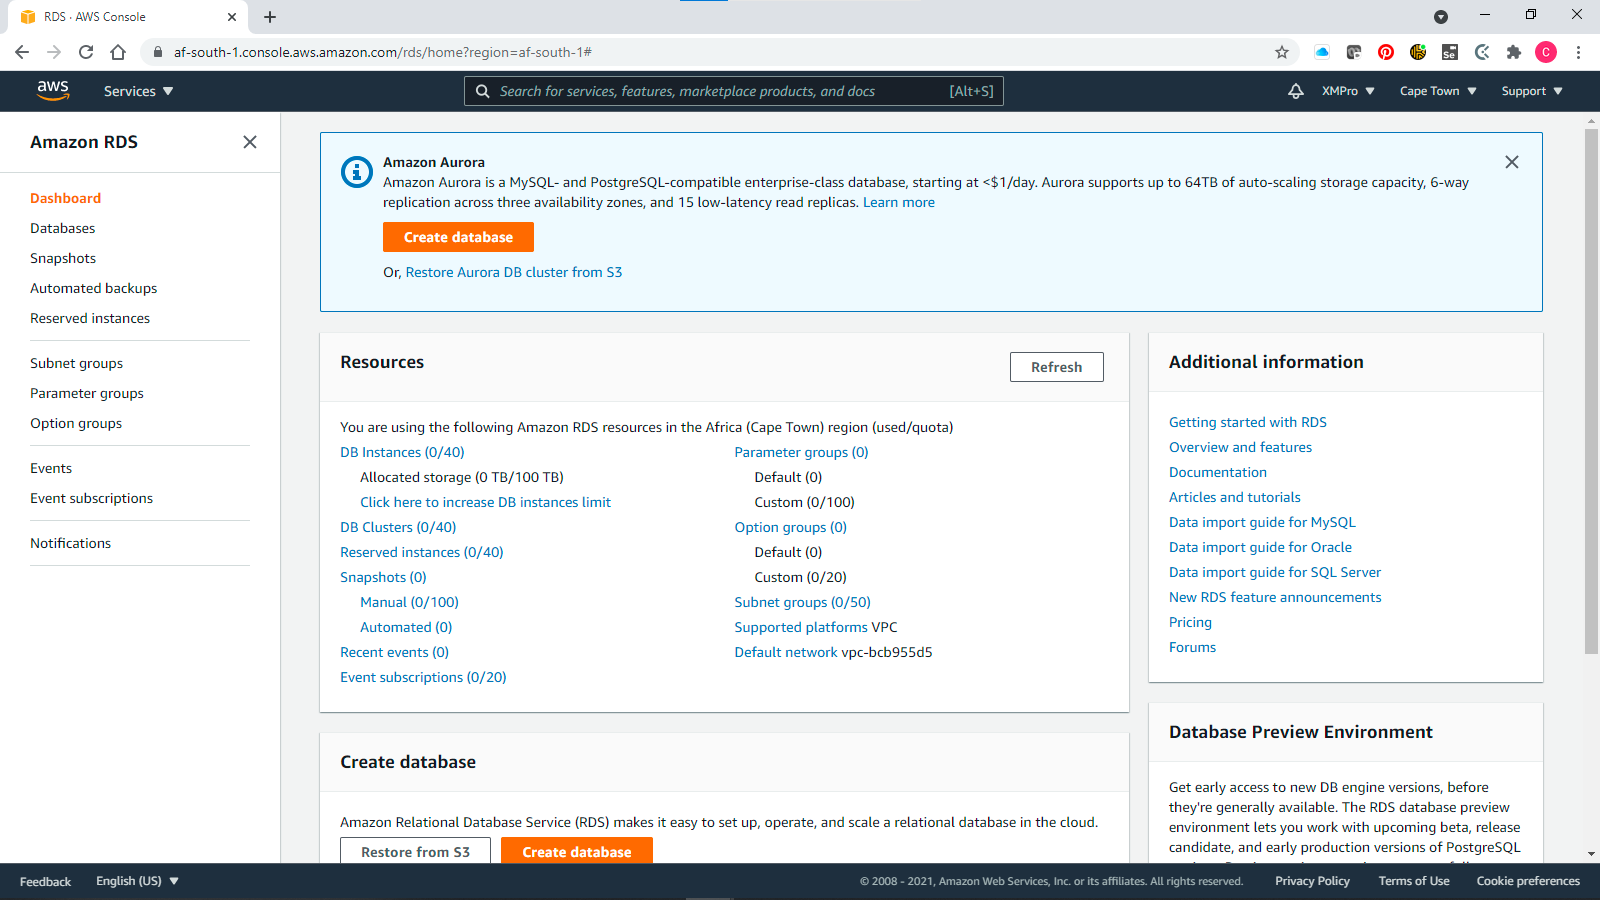 RDS · AWS Console
af-south-1.console.aws.amazon.com/rds/home?region=af-south-1#
Se
C
aws
Services
Search for services, features, marketplace products, and docs
[Alt+S]
XMPro
Cape Town
Support
Amazon RDS
Dashboard
Databases
Snapshots
Automated backups
Reserved instances
Subnet groups
Parameter groups
Option groups
Events
Event subscriptions
Notifications
Amazon Aurora
Amazon Aurora is a MySQL- and PostgreSQL-compatible enterprise-class database, starting at <$1/day. Aurora supports up to 64TB of auto-scaling storage capacity, 6-way
replication across three availability zones, and 15 low-latency read replicas. Learn more
Create database
Or, Restore Aurora DB cluster from S3
Resources
Refresh
You are using the following Amazon RDS resources in the Africa (Cape Town) region (used/quota)
DB Instances (0/40)
Allocated storage (0 TB/100 TB)
Click here to increase DB instances limit
DB Clusters (0/40)
Reserved instances (0/40)
Snapshots (0)
Manual (0/100)
Automated (0)
Recent events (0)
Event subscriptions (0/20)
Parameter groups (0)
Default (0)
Custom (0/100)
Option groups (0)
Default (0)
Custom (0/20)
Subnet groups (0/50)
Supported platforms VPC
Default network vpc-bcb955d5
Additional information
Getting started with RDS
Overview and features
Documentation
Articles and tutorials
Data import guide for MySQL
Data import guide for Oracle
Data import guide for SQL Server
New RDS feature announcements
Pricing
Forums
Create database
Amazon Relational Database Service (RDS) makes it easy to set up, operate, and scale a relational database in the cloud.
Restore from S3
Create database
Database Preview Environment
Get early access to new DB engine versions, before
they're generally available. The RDS database preview
environment lets you work with upcoming beta, release
candidate, and early production versions of PostgreSQL
Feedback
English (US)
© 2008 - 2021, Amazon Web Services, Inc. or its affiliates. All rights reserved.
Privacy Policy
Terms of Use
Cookie preferences